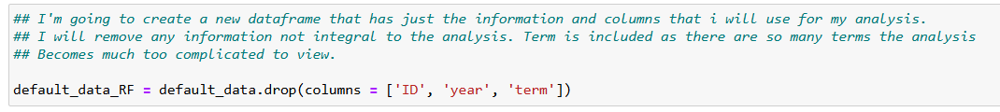 ## I'm going to create a new dataframe that has just the information and columns that i will use for my analysis.
## I will remove any information not integral to the analysis. Term is included as there are so many terms the analysis
## Becomes much too complicated to view.
default_data_RF = default_data.drop(columns = ['ID', 'year', 'term'])